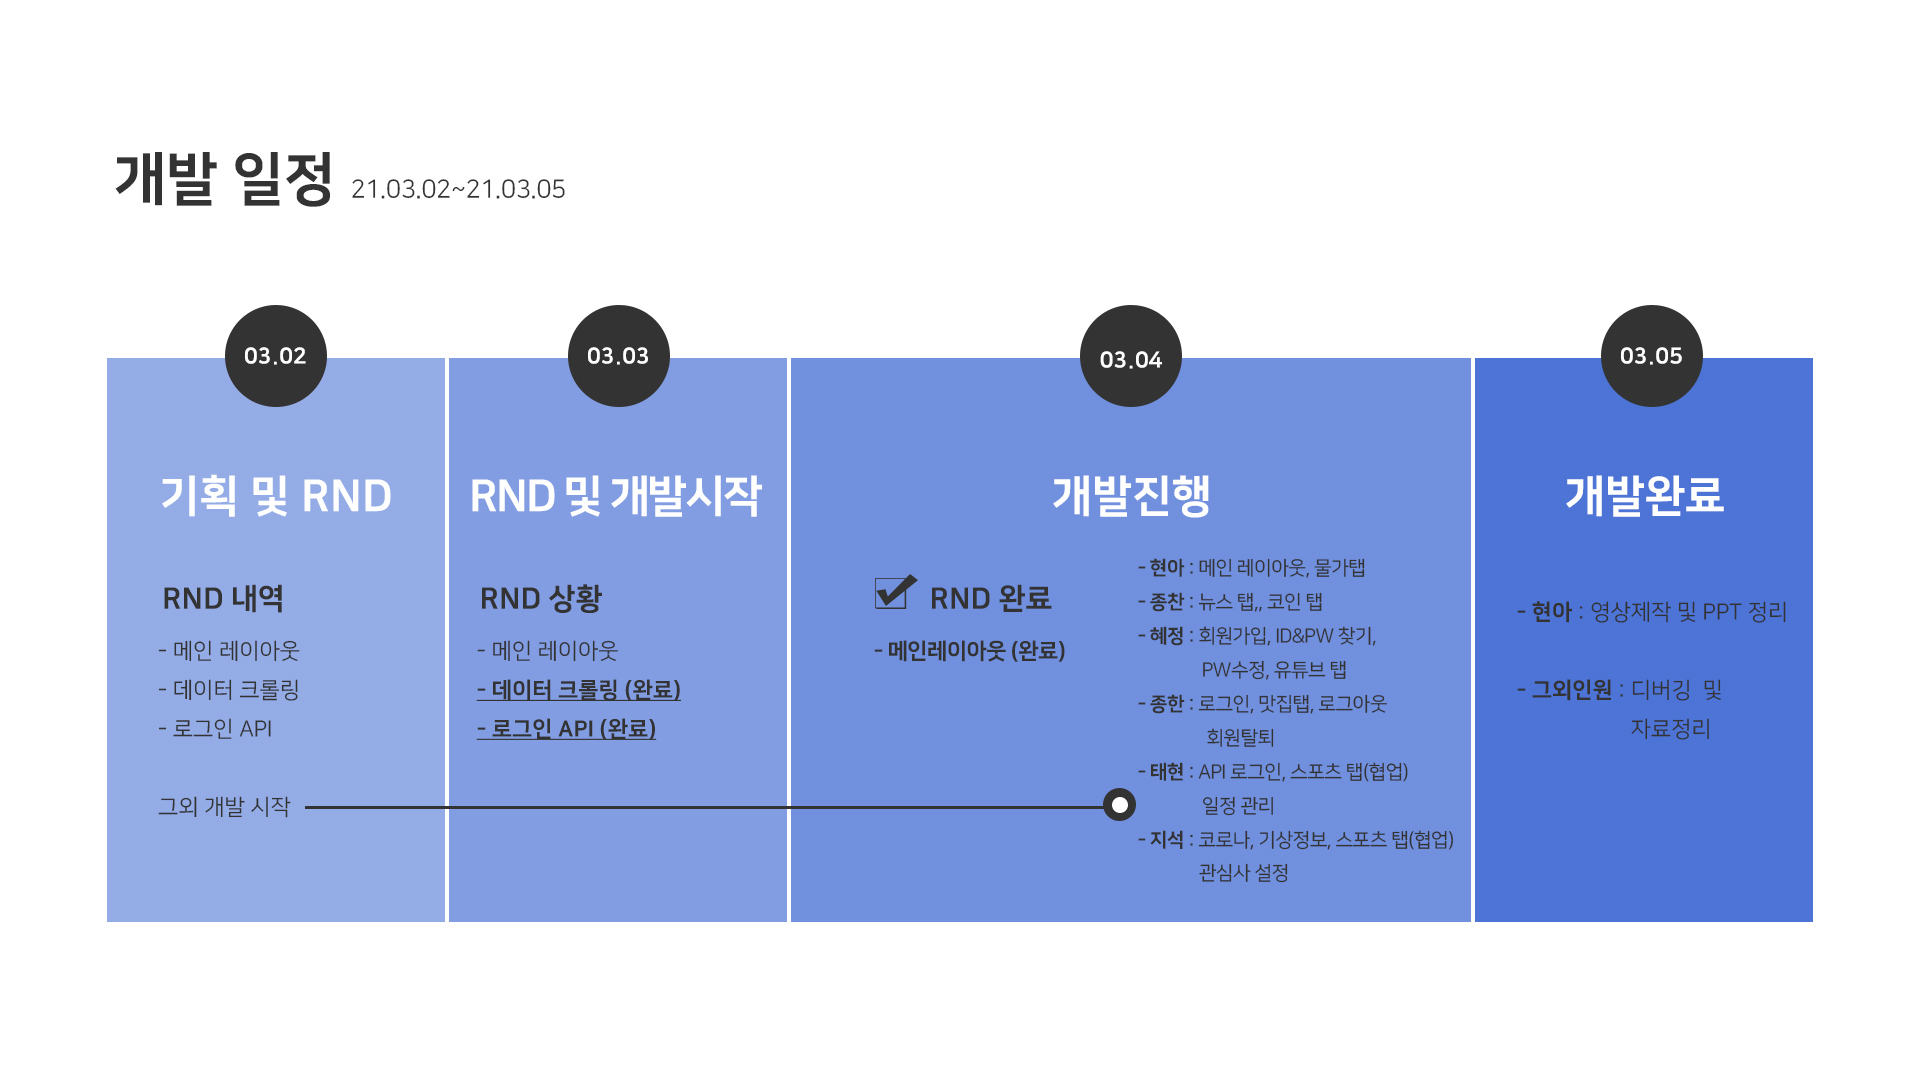 개발 일정 21.03.02~21.03.05
03.02
기획 및 RND
RND 내역
- 메인 레이아웃
- 데이터 크롤링
- 로그인 API
그외 개발 시작
03.03
RND 및 개발시작
RND 상황
- 메인 레이아웃
- 데이터 크롤링 (완료)
- 로그인 API (완료)
03.04
개발진행
RND 완료
- 메인레이아웃 (완료)
- 현아 : 메인 레이아웃, 물가탭
- 종찬 : 뉴스 탭,, 코인 탭
- 혜정 : 회원가입, ID&PW 찾기,
PW수정, 유튜브 탭
- 종한 : 로그인, 맛집탭, 로그아웃
회원탈퇴
- 태현 : API 로그인, 스포츠 탭(협업)
일정 관리
- 지석 : 코로나, 기상정보, 스포츠 탭(협업)
관심사 설정
03.05
개발완료
- 현아 : 영상제작 및 PPT 정리
- 그외인원 : 디버깅 및
자료정리